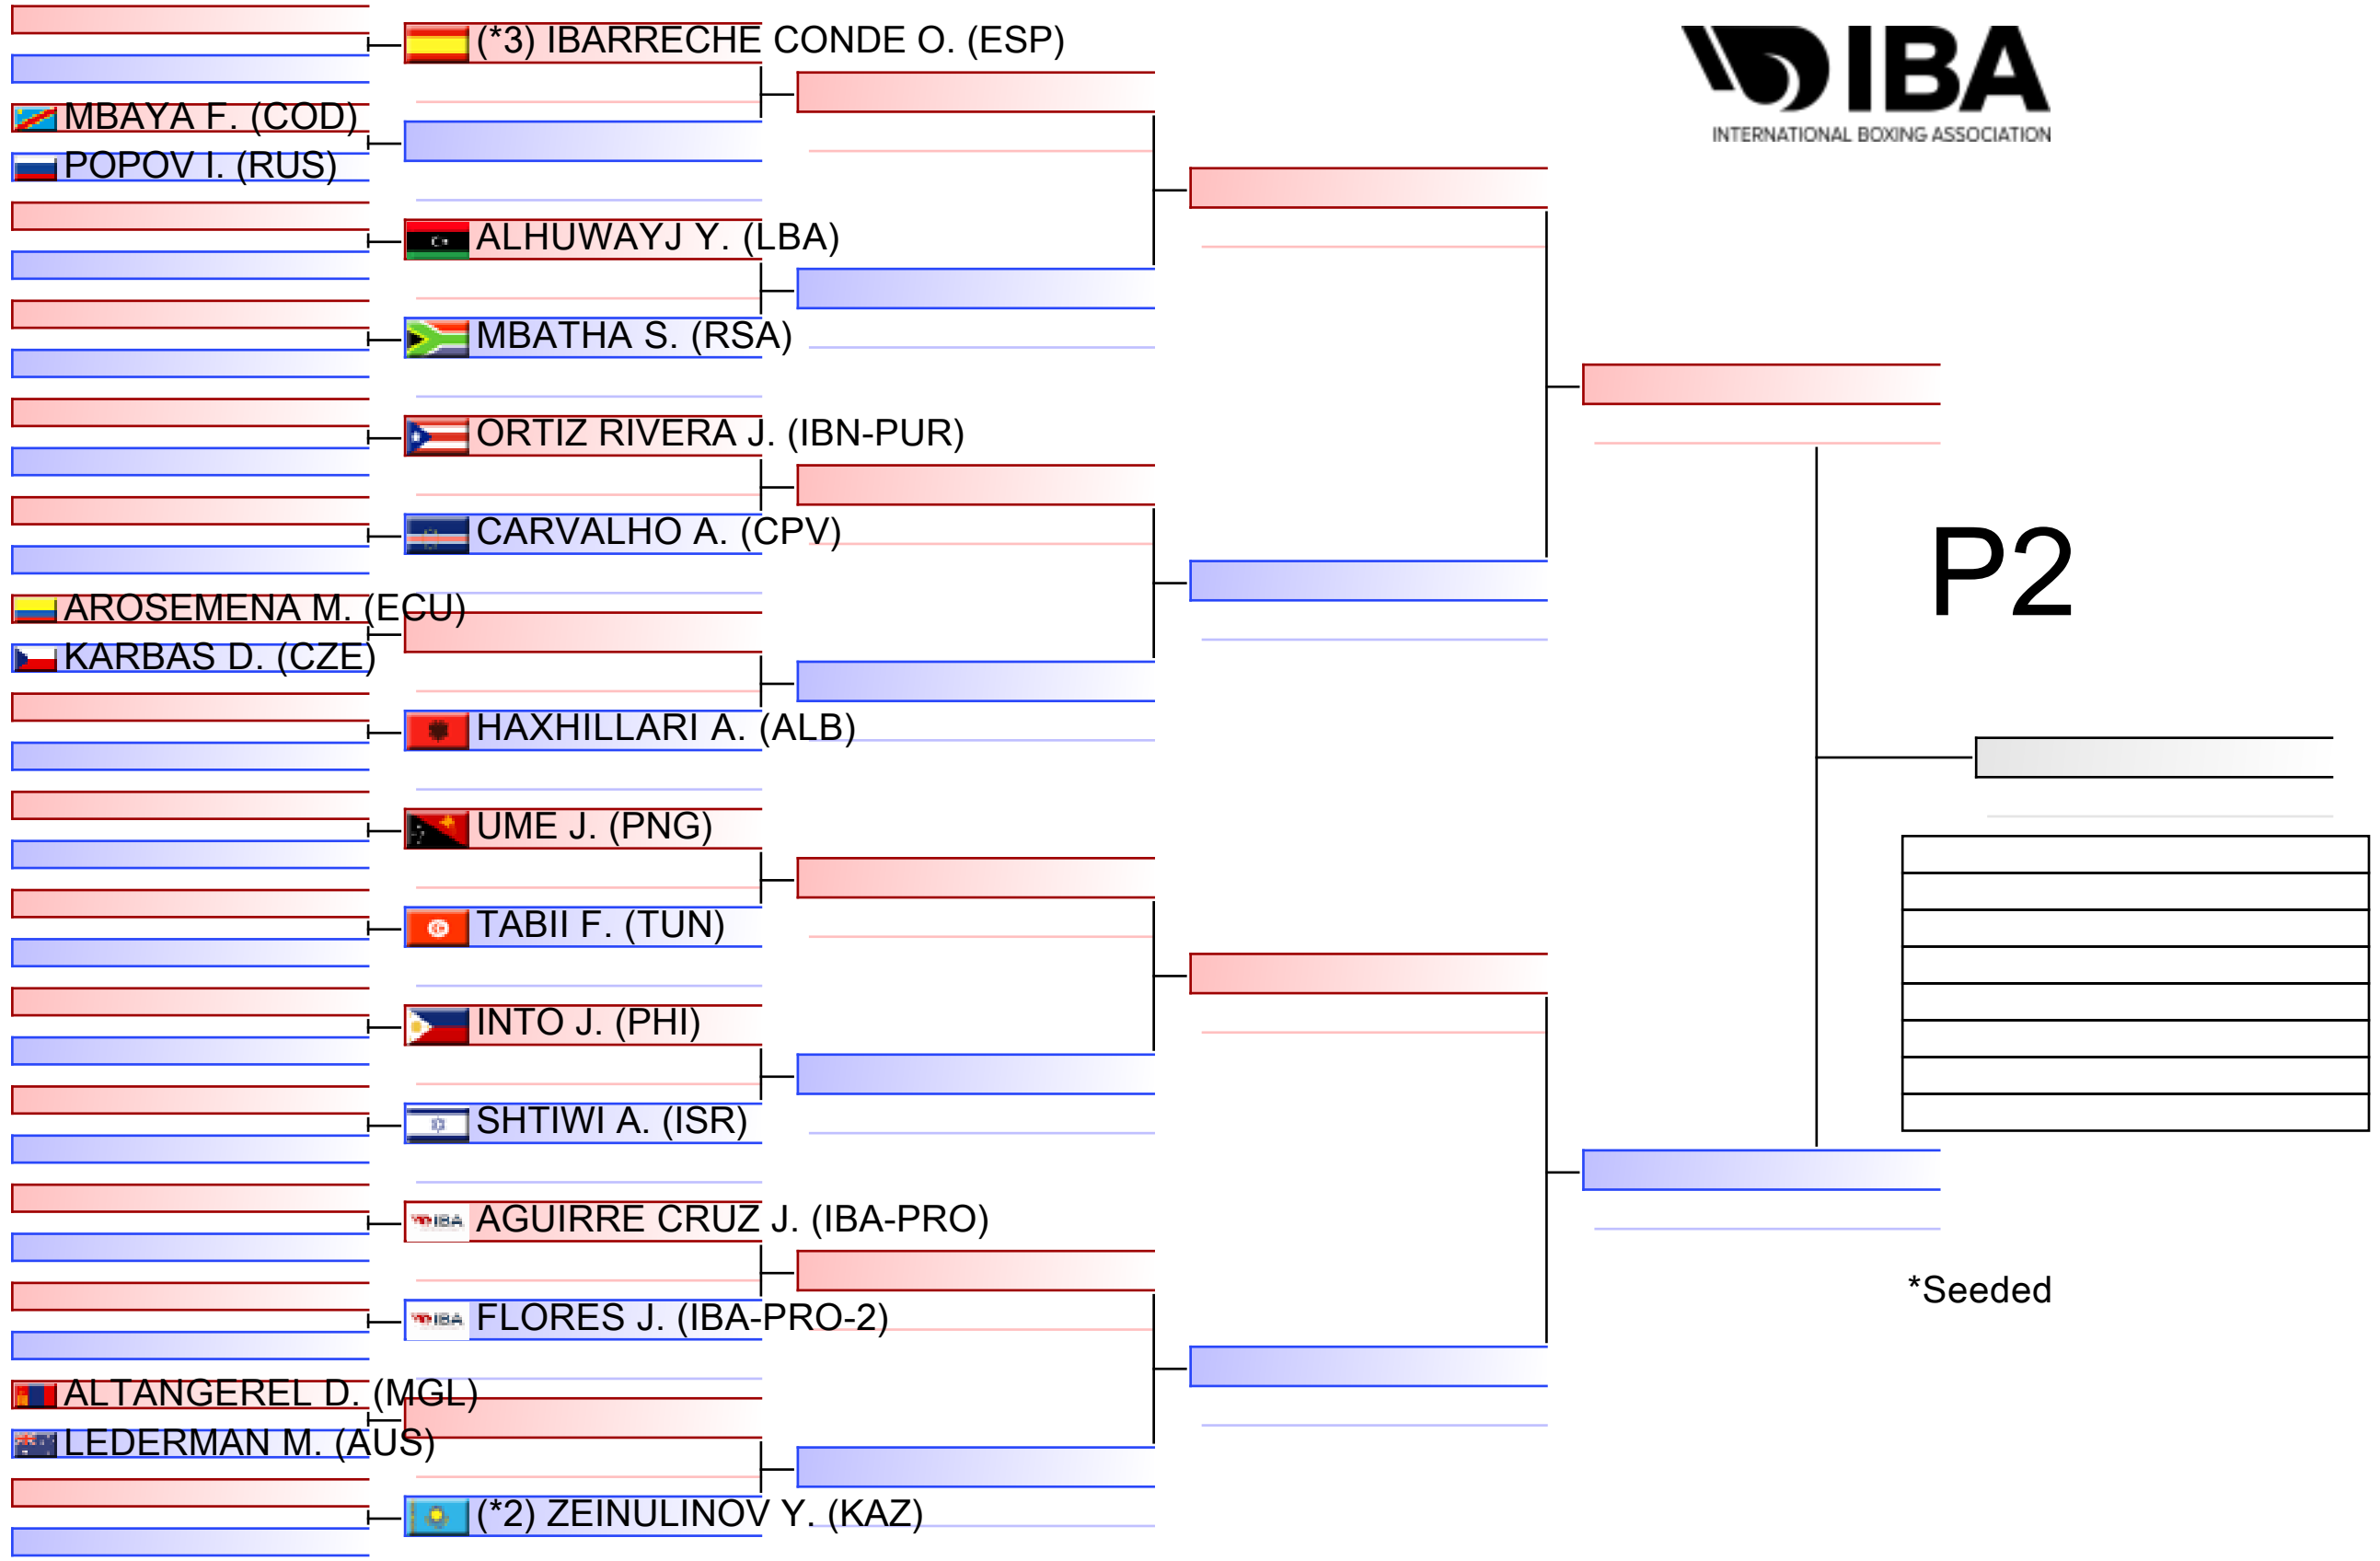 (*3) IBARRECHE CONDE O. (ESP)
IBA
INTERNATIONAL BOXING ASSOCIATION
MBAYA F. (COD)
POPOV I. (RUS)
ALHUWAYJ Y. (LBA)
MBATHA S. (RSA)
ORTIZ RIVERA J. (IBN-PUR)
CARVALHO A. (CPV)
P2
AROSEMENA M. (ECU)
KARBAS D. (CZE)
HAXHILLARI A. (ALB)
UME J. (PNG)
TABII F. (TUN)
INTO J. (PHI)
SHTIWI A. (ISR)
IBA AGUIRRE CRUZ J. (IBA-PRO)
*Seeded
IBA FLORES J. (IBA-PRO-2)
ALTANGEREL D. (MGL)
LEDERMAN M. (AUS)
(*2) ZEINULINOV Y. (KAZ)